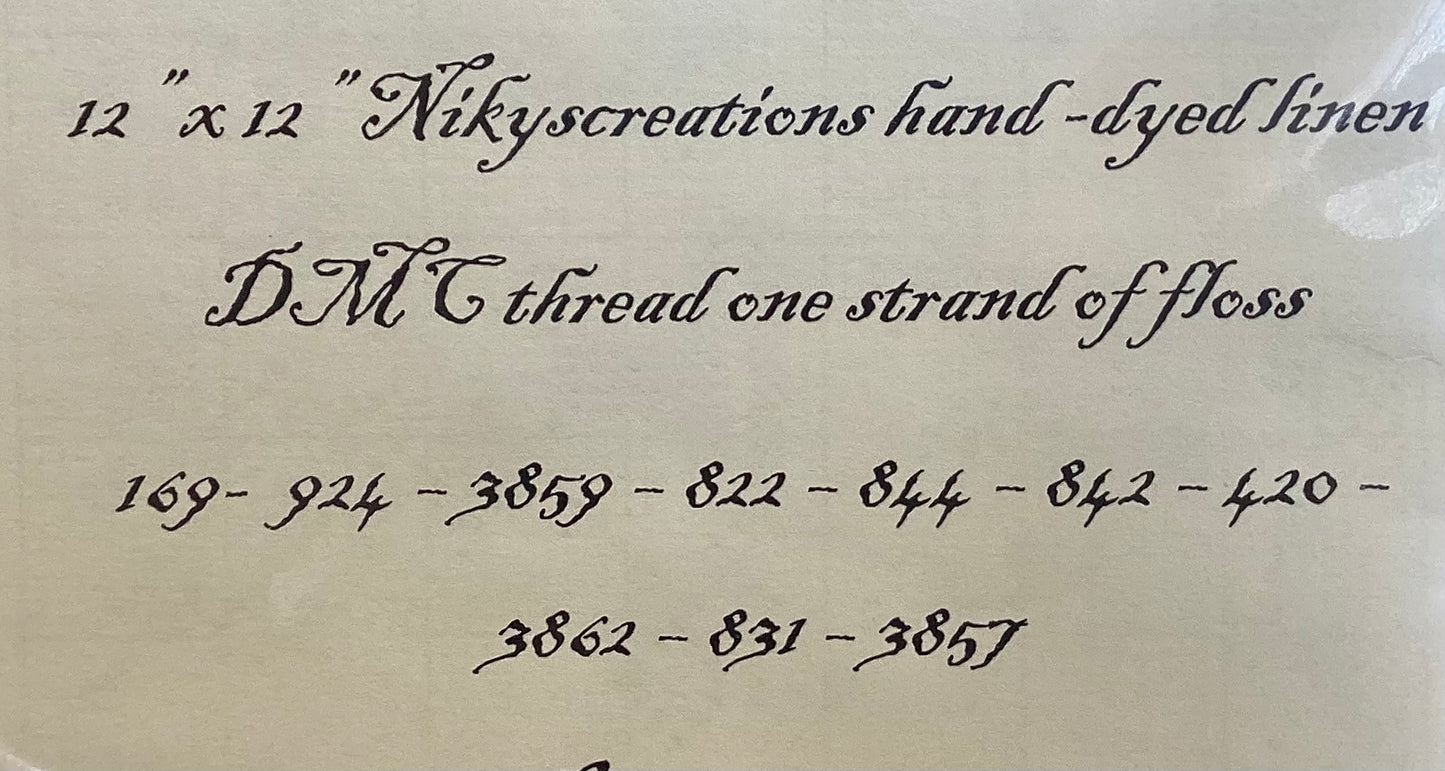 12 "x 12 " Nikyscreations hand -dyed linen
DMC thread one strand of floss
169- 924 - 3859 - 822 - 844 - 842 - 420 -
3862 - 831 - 3857